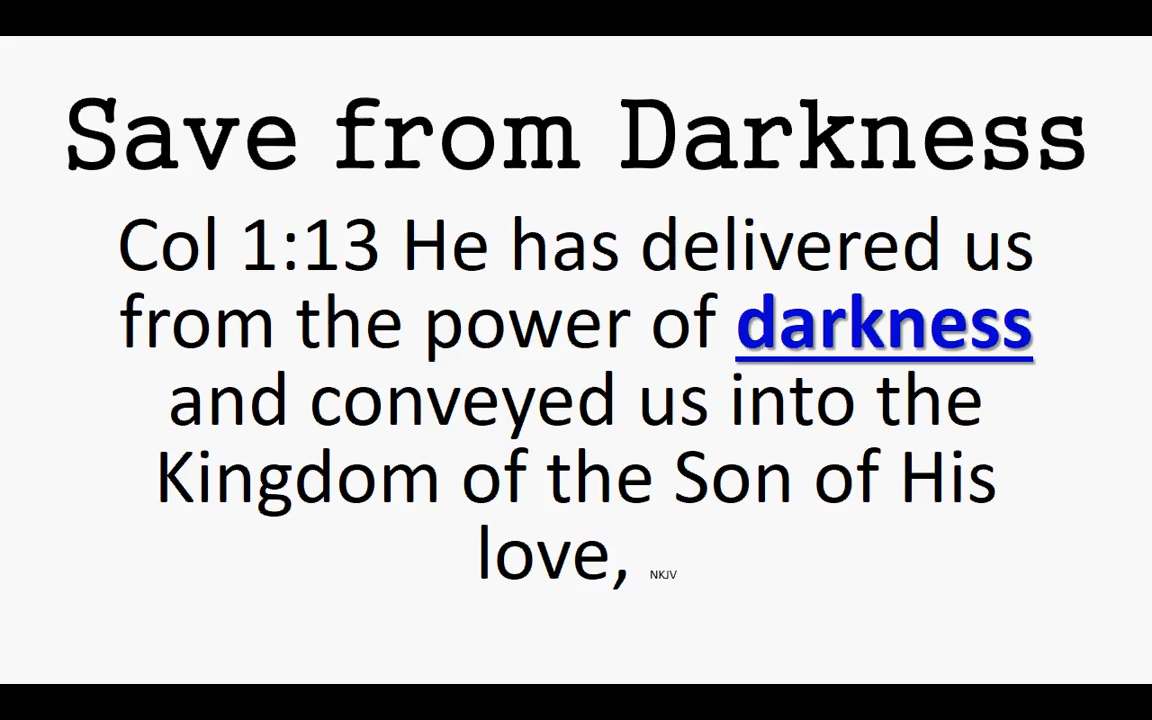 Save from Darkness
Col 1:13 He has delivered us
from the power of darkness
and conveyed us into the
Kingdom of the Son of His
love, NKJV